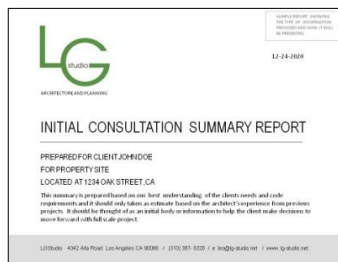 SAMPLE REPORT SHOWING
THE TYPE OF INFORMATION
PROVIDED AND HOW IT WILL
BE PRESENTED
12-24-2020
LG
studio
ARCHITECTURE AND PLANNING
INITIAL CONSULTATION SUMMARY REPORT
PREPARED FOR CLIENT JOHN DOE
FOR PROPERTY SITE
LOCATED AT 1234 OAK STREET, CA
This summary is prepared based on our best understanding of the clients needs and code
requirements and it should only taken as estimate based on the architect's experience from previous
projects. It should be thought of as an initial body or information to help the client make decisions to
move forward with full scale project.
LGStudio 4342 Alla Road Los Angeles CA 90066 / (310) 387-6328 / e leo@lg-studio.net / www.lg-studio.net